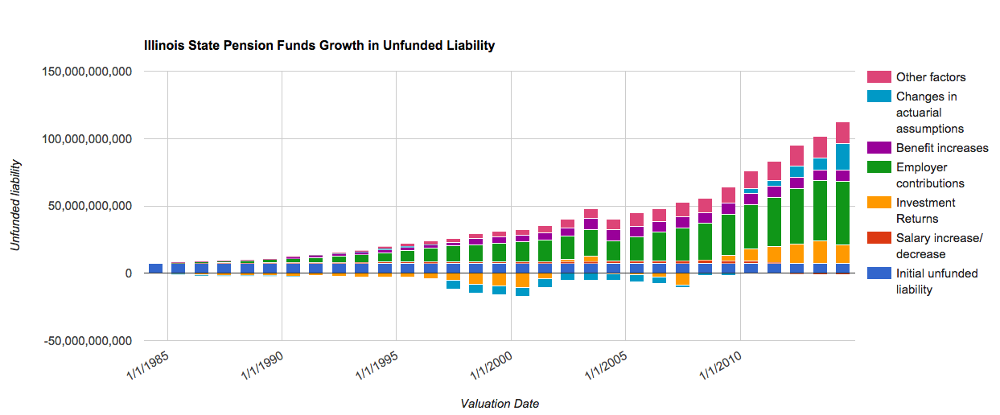 Illinois State Pension Funds Growth in Unfunded Liability
150,000,000,000
100,000,000,000
50,000,000,000
0
-50,000,000,000
Unfunded liability
1/1/1985
1/1/1990
1/1/1995
1/1/2000
1/1/2005
1/1/2010
Valuation Date
Other factors
Changes in
actuarial
assumptions
Benefit increases
Employer
contributions
Investment
Returns
Salary increase/
decrease
Initial unfunded
liability